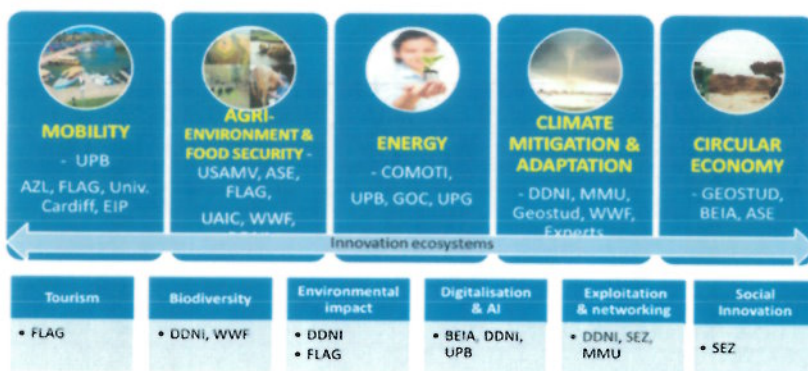 MOBILITY
- UPB
AZL, FLAG, Univ.
Cardiff, EIP
AGRI-
ENVIRONMENT &
FOOD SECURITY -
USAMV, ASE,
FLAG,
UAIC, WWF,
ENERGY
- COMOTI,
UPB, GOC, UPG
CLIMATE
MITIGATION &
ADAPTATION
- DDNI, MMU,
Geostud, WWF,
Experts
CIRCULAR
ECONOMY
- GEOSTUD,
BEIA, ASE
Innovation ecosystems
Tourism
• FLAG
Biodiversity
• DDNI, WWF
Environmental
impact
• DDNI
• FLAG
Digitalisation
& AI
• BEIA, DDNI,
UPB
Exploitation
& networking
• DDNI, SEZ,
MMU
Social
Innovation
• SEZ